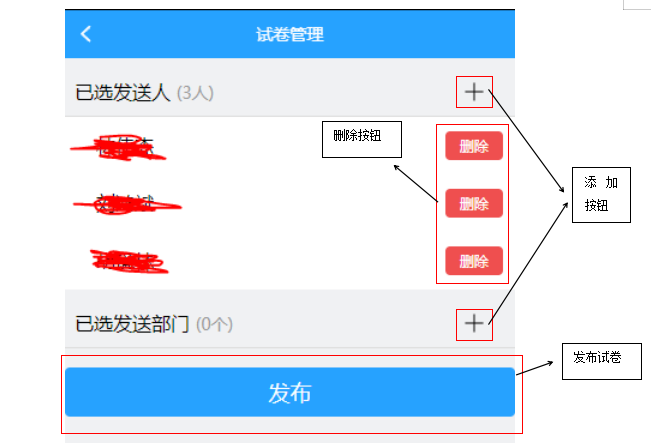 试卷管理
已选发送人 (3人)
删除按钮
删除
添 加
按钮
删除
删除
已选发送部门 (0个)
发布试卷
发布